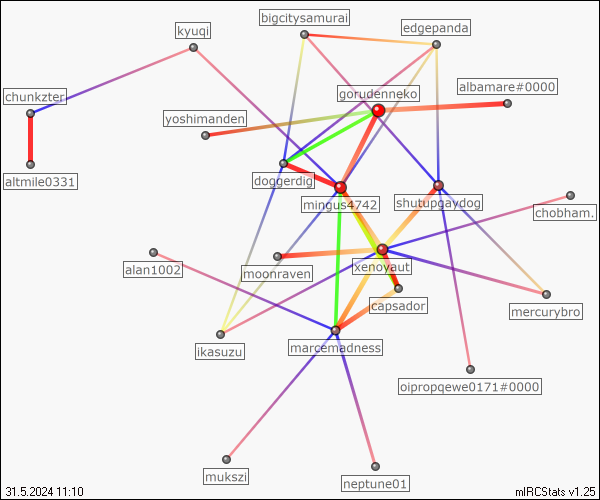 bigcitysamurai
edgepanda
kyuqi
albamare#0000
gorudenneko
chunkzter
yoshimanden
altmile0331
doggerdig
mingus4742
shutupgaydog
chobham.
alan1002
moonraven
xenoyaut
capsador
mercurybro
ikasuzu
marcemadness
oipropqewe0171#0000
mukszi
neptune01
31.5.2024 11:10
mIRCStats v1.25